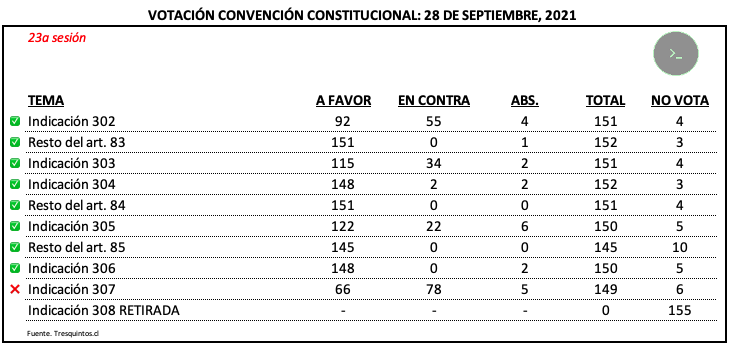 VOTACIÓN CONVENCIÓN CONSTITUCIONAL: 28 DE SEPTIEMBRE, 2021
23a sesión
>_
TEMA A FAVOR EN CONTRA ABS. TOTAL NO VOTA
Indicación 302 92 55 4 151 4
Resto del art. 83 151 0 1 152 3
Indicación 303 115 34 2 151 4
Indicación 304 148 2 2 152 3
Resto del art. 84 151 0 0 151 4
Indicación 305 122 22 6 150 5
Resto del art. 85 145 0 0 145 10
Indicación 306 148 0 2 150 5
Indicación 307 66 78 5 149 6
Indicación 308 RETIRADA - - - 0 155
Fuente. Tresquintos.cl